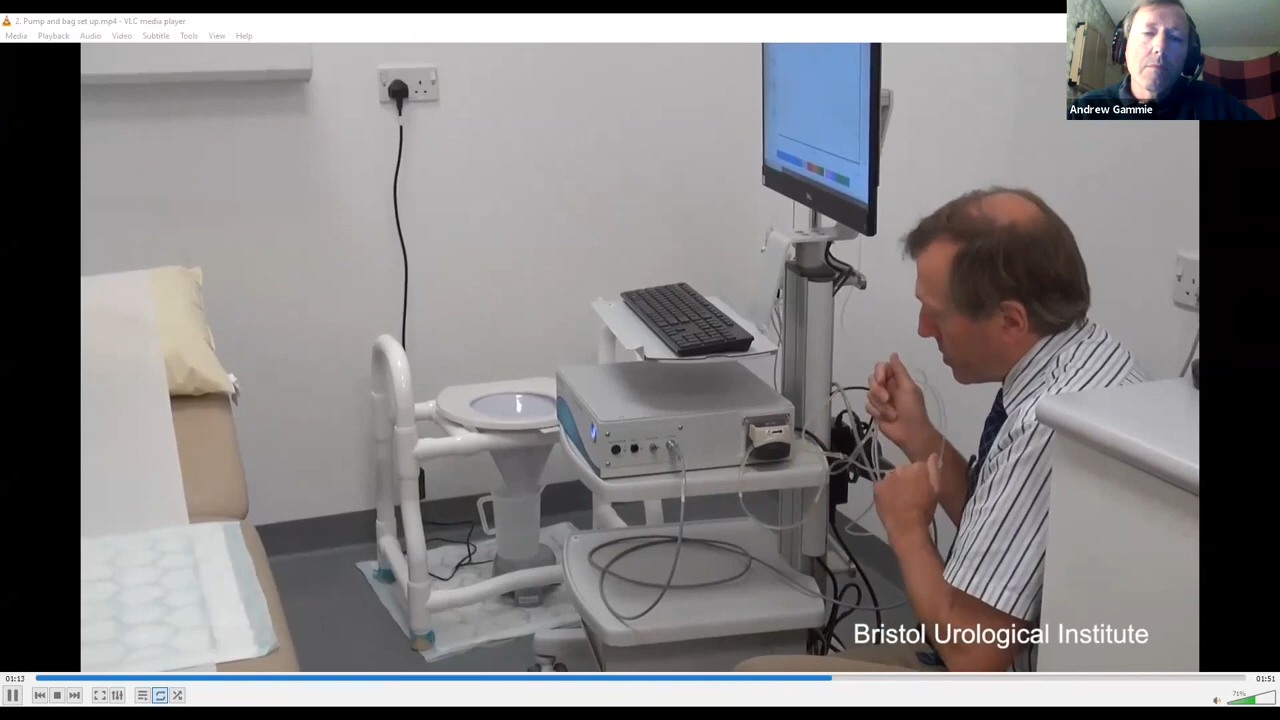 2. Pump and bag set up.mp4 - VLC media player
Media Playback Audio Video Subtitle Tools View Help
Andrew Gammie
Bristol Urological Institute
01:13
01:51
71%